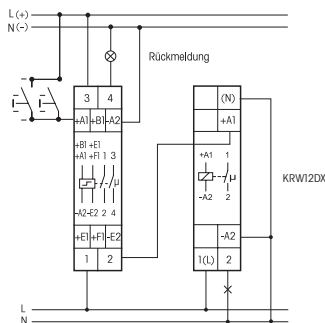 L (+)
N (-)
Rückmeldung
3 4
+A1 +B1 -A2
+B1 +E1
+A1 +F1 1 3
µ
-A2 -E2 2 4
+E1 +F1 -E2
1 2
(N)
+A1
+A1 1
µ
-A2 2
-A2
1(L) 2
KRW12DX
L
N